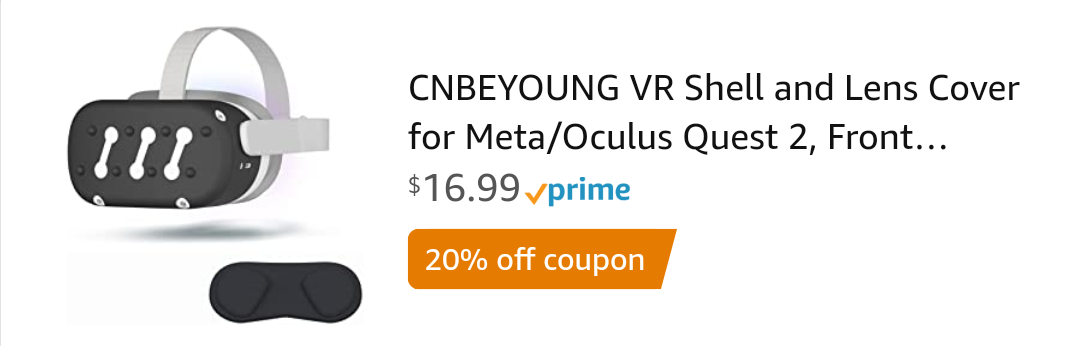 CNBEYOUNG VR Shell and Lens Cover
for Meta/Oculus Quest 2, Front...
$16.99 prime
20% off coupon